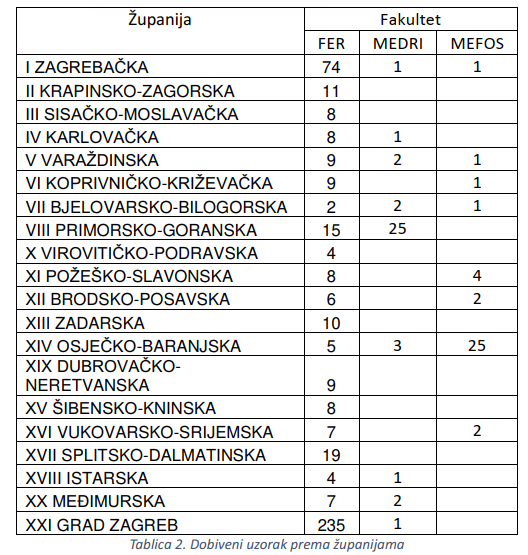 Županija Fakultet
FER MEDRI MEFOS
I ZAGREBAČKA 74 1 1
II KRAPINSKO-ZAGORSKA 11
III SISAČKO-MOSLAVAČKA 8
IV KARLOVAČKA 8 1
V VARAŽDINSKA 9 2 1
VI KOPRIVNIČKO-KRIŽEVAČKA 9 1
VII BJELOVARSKO-BILOGORSKA 2 2 1
VIII PRIMORSKO-GORANSKA 15 25
X VIROVITIČKO-PODRAVSKA 4
XI POŽEŠKO-SLAVONSKA 8 4
XII BRODSKO-POSAVSKA 6 2
XIII ZADARSKA 10
XIV OSJEČKO-BARANJSKA 5 3 25
XIX DUBROVAČKO-
NERETVANSKA 9
XV ŠIBENSKO-KNINSKA 8
XVI VUKOVARSKO-SRIJEMSKA 7 2
XVII SPLITSKO-DALMATINSKA 19
XVIII ISTARSKA 4 1
XX MEĐIMURSKA 7 2
XXI GRAD ZAGREB 235 1
Tablica 2. Dobiveni uzorak prema županijama